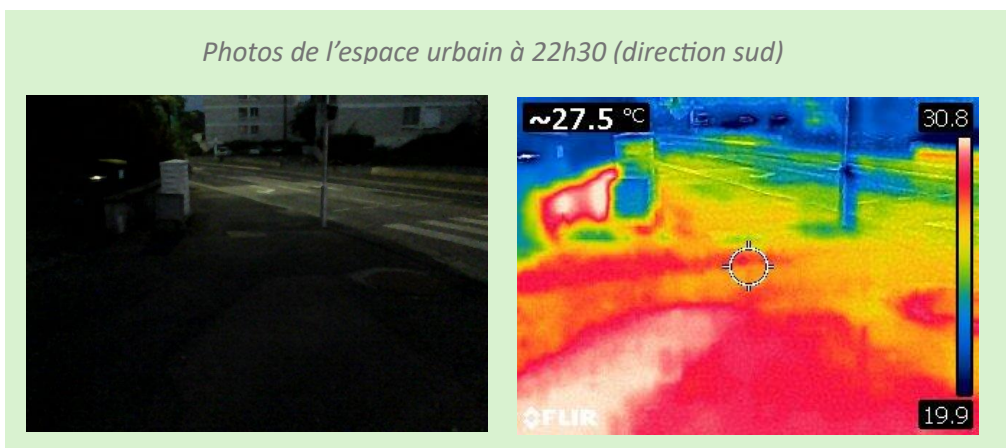 Photos de l’espace urbain à 22h30 (direction sud)
~27.5 °C
30.8
19.9
FLIR